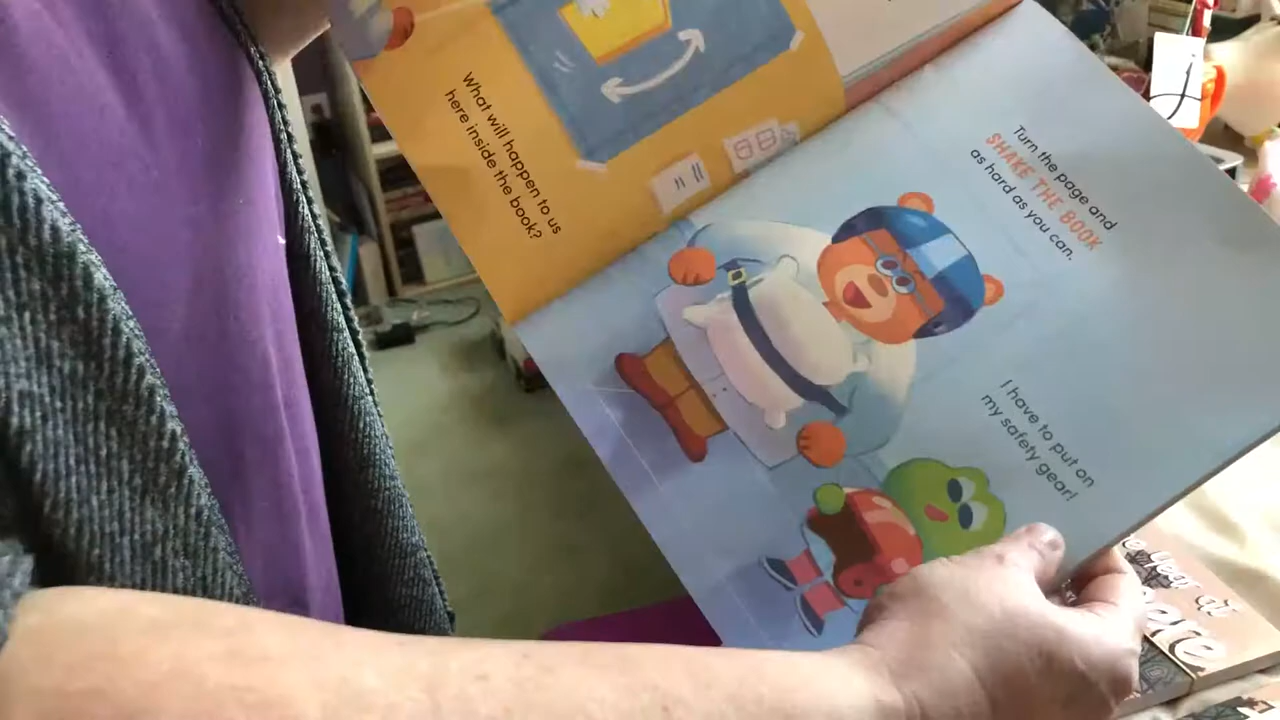 What will happen to us
here inside the book?
Turn the page and
SHAKE THE BOOK
as hard as you can.
I have to put on
my safety gear!